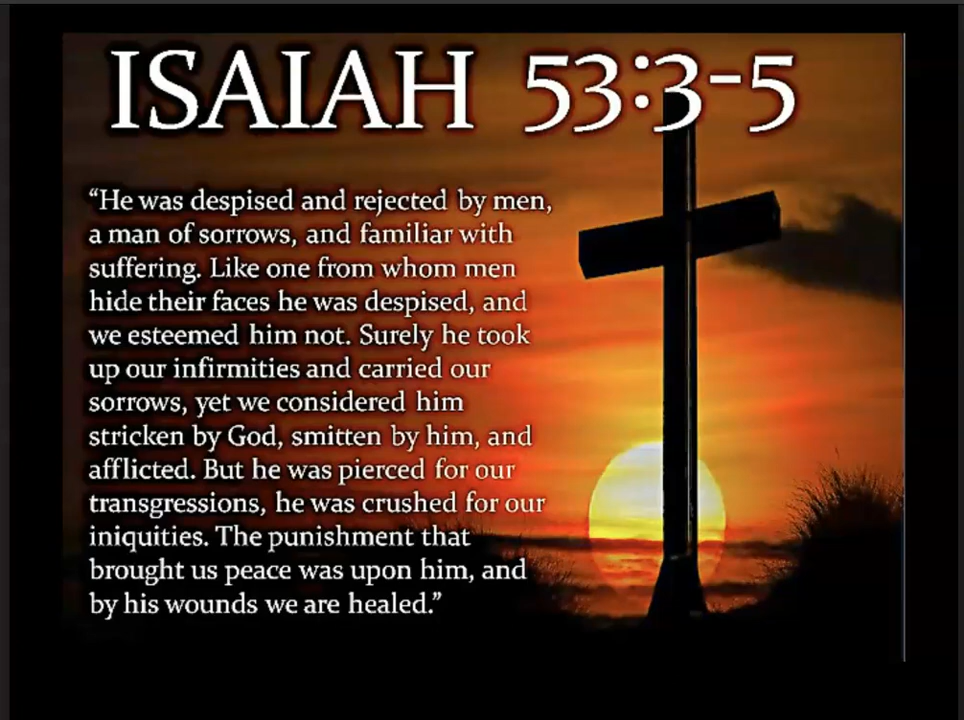 ISAIAH 53:3-5
“He was despised and rejected by men,
a man of sorrows, and familiar with
suffering. Like one from whom men
hide their faces he was despised, and
we esteemed him not. Surely he took
up our infirmities and carried our
sorrows, yet we considered him
stricken by God, smitten by him, and
afflicted. But he was pierced for our
transgressions, he was crushed for our
iniquities. The punishment that
brought us peace was upon him, and
by his wounds we are healed.”